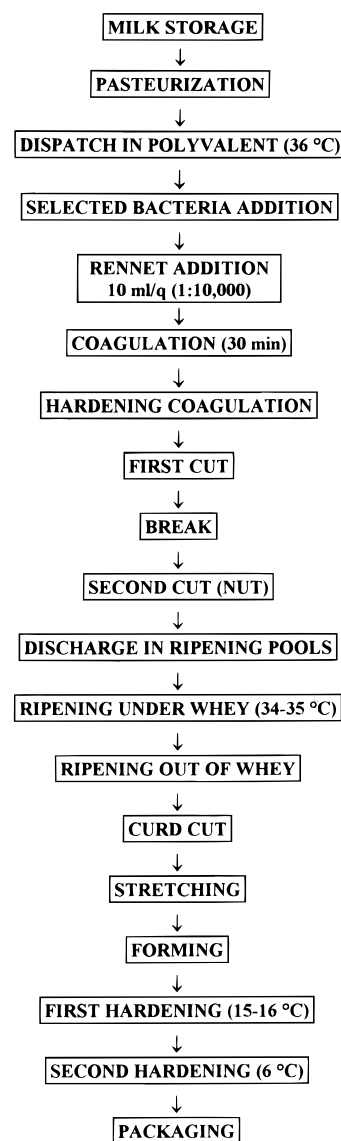 MILK STORAGE
↓
PASTEURIZATION
↓
DISPATCH IN POLYVALENT (36 °C)
↓
SELECTED BACTERIA ADDITION
↓
RENNET ADDITION
10 ml/q (1:10,000)
↓
COAGULATION (30 min)
↓
HARDENING COAGULATION
↓
FIRST CUT
↓
BREAK
↓
SECOND CUT (NUT)
↓
DISCHARGE IN RIPENING POOLS
↓
RIPENING UNDER WHEY (34-35 °C)
↓
RIPENING OUT OF WHEY
↓
CURD CUT
↓
STRETCHING
↓
FORMING
↓
FIRST HARDENING (15-16 °C)
↓
SECOND HARDENING (6 °C)
↓
PACKAGING